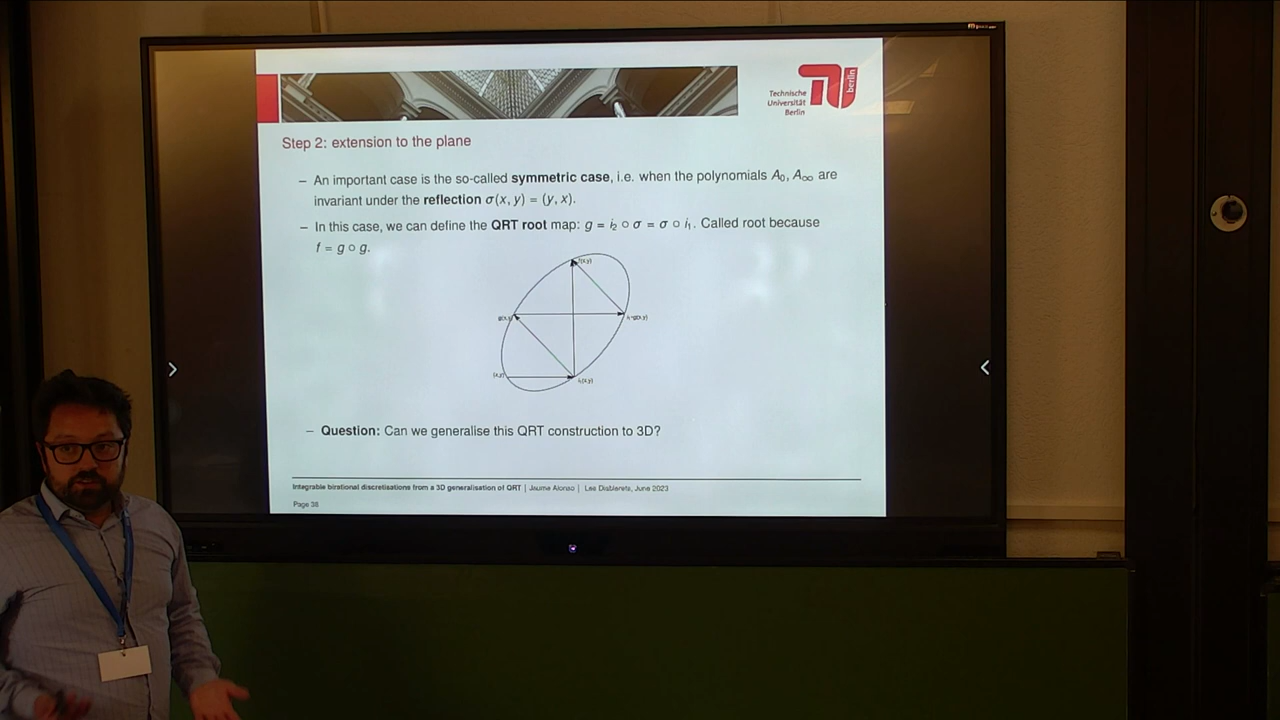 Technische
Universität
Berlin
berlin
Step 2: extension to the plane
– An important case is the so-called symmetric case, i.e. when the polynomials A₀, A∞ are
invariant under the reflection σ(x, y) = (y, x).
– In this case, we can define the QRT root map: g = i₂ ∘ σ = σ ∘ i₁. Called root because
f = g ∘ g.
g(x,y)
(x,y)
i₁(x,y)
– Question: Can we generalise this QRT construction to 3D?
Integrable birational discretisations from a 3D generalisation of QRT | Jaume Alonso | Les Diablerets, June 2023
Page 36